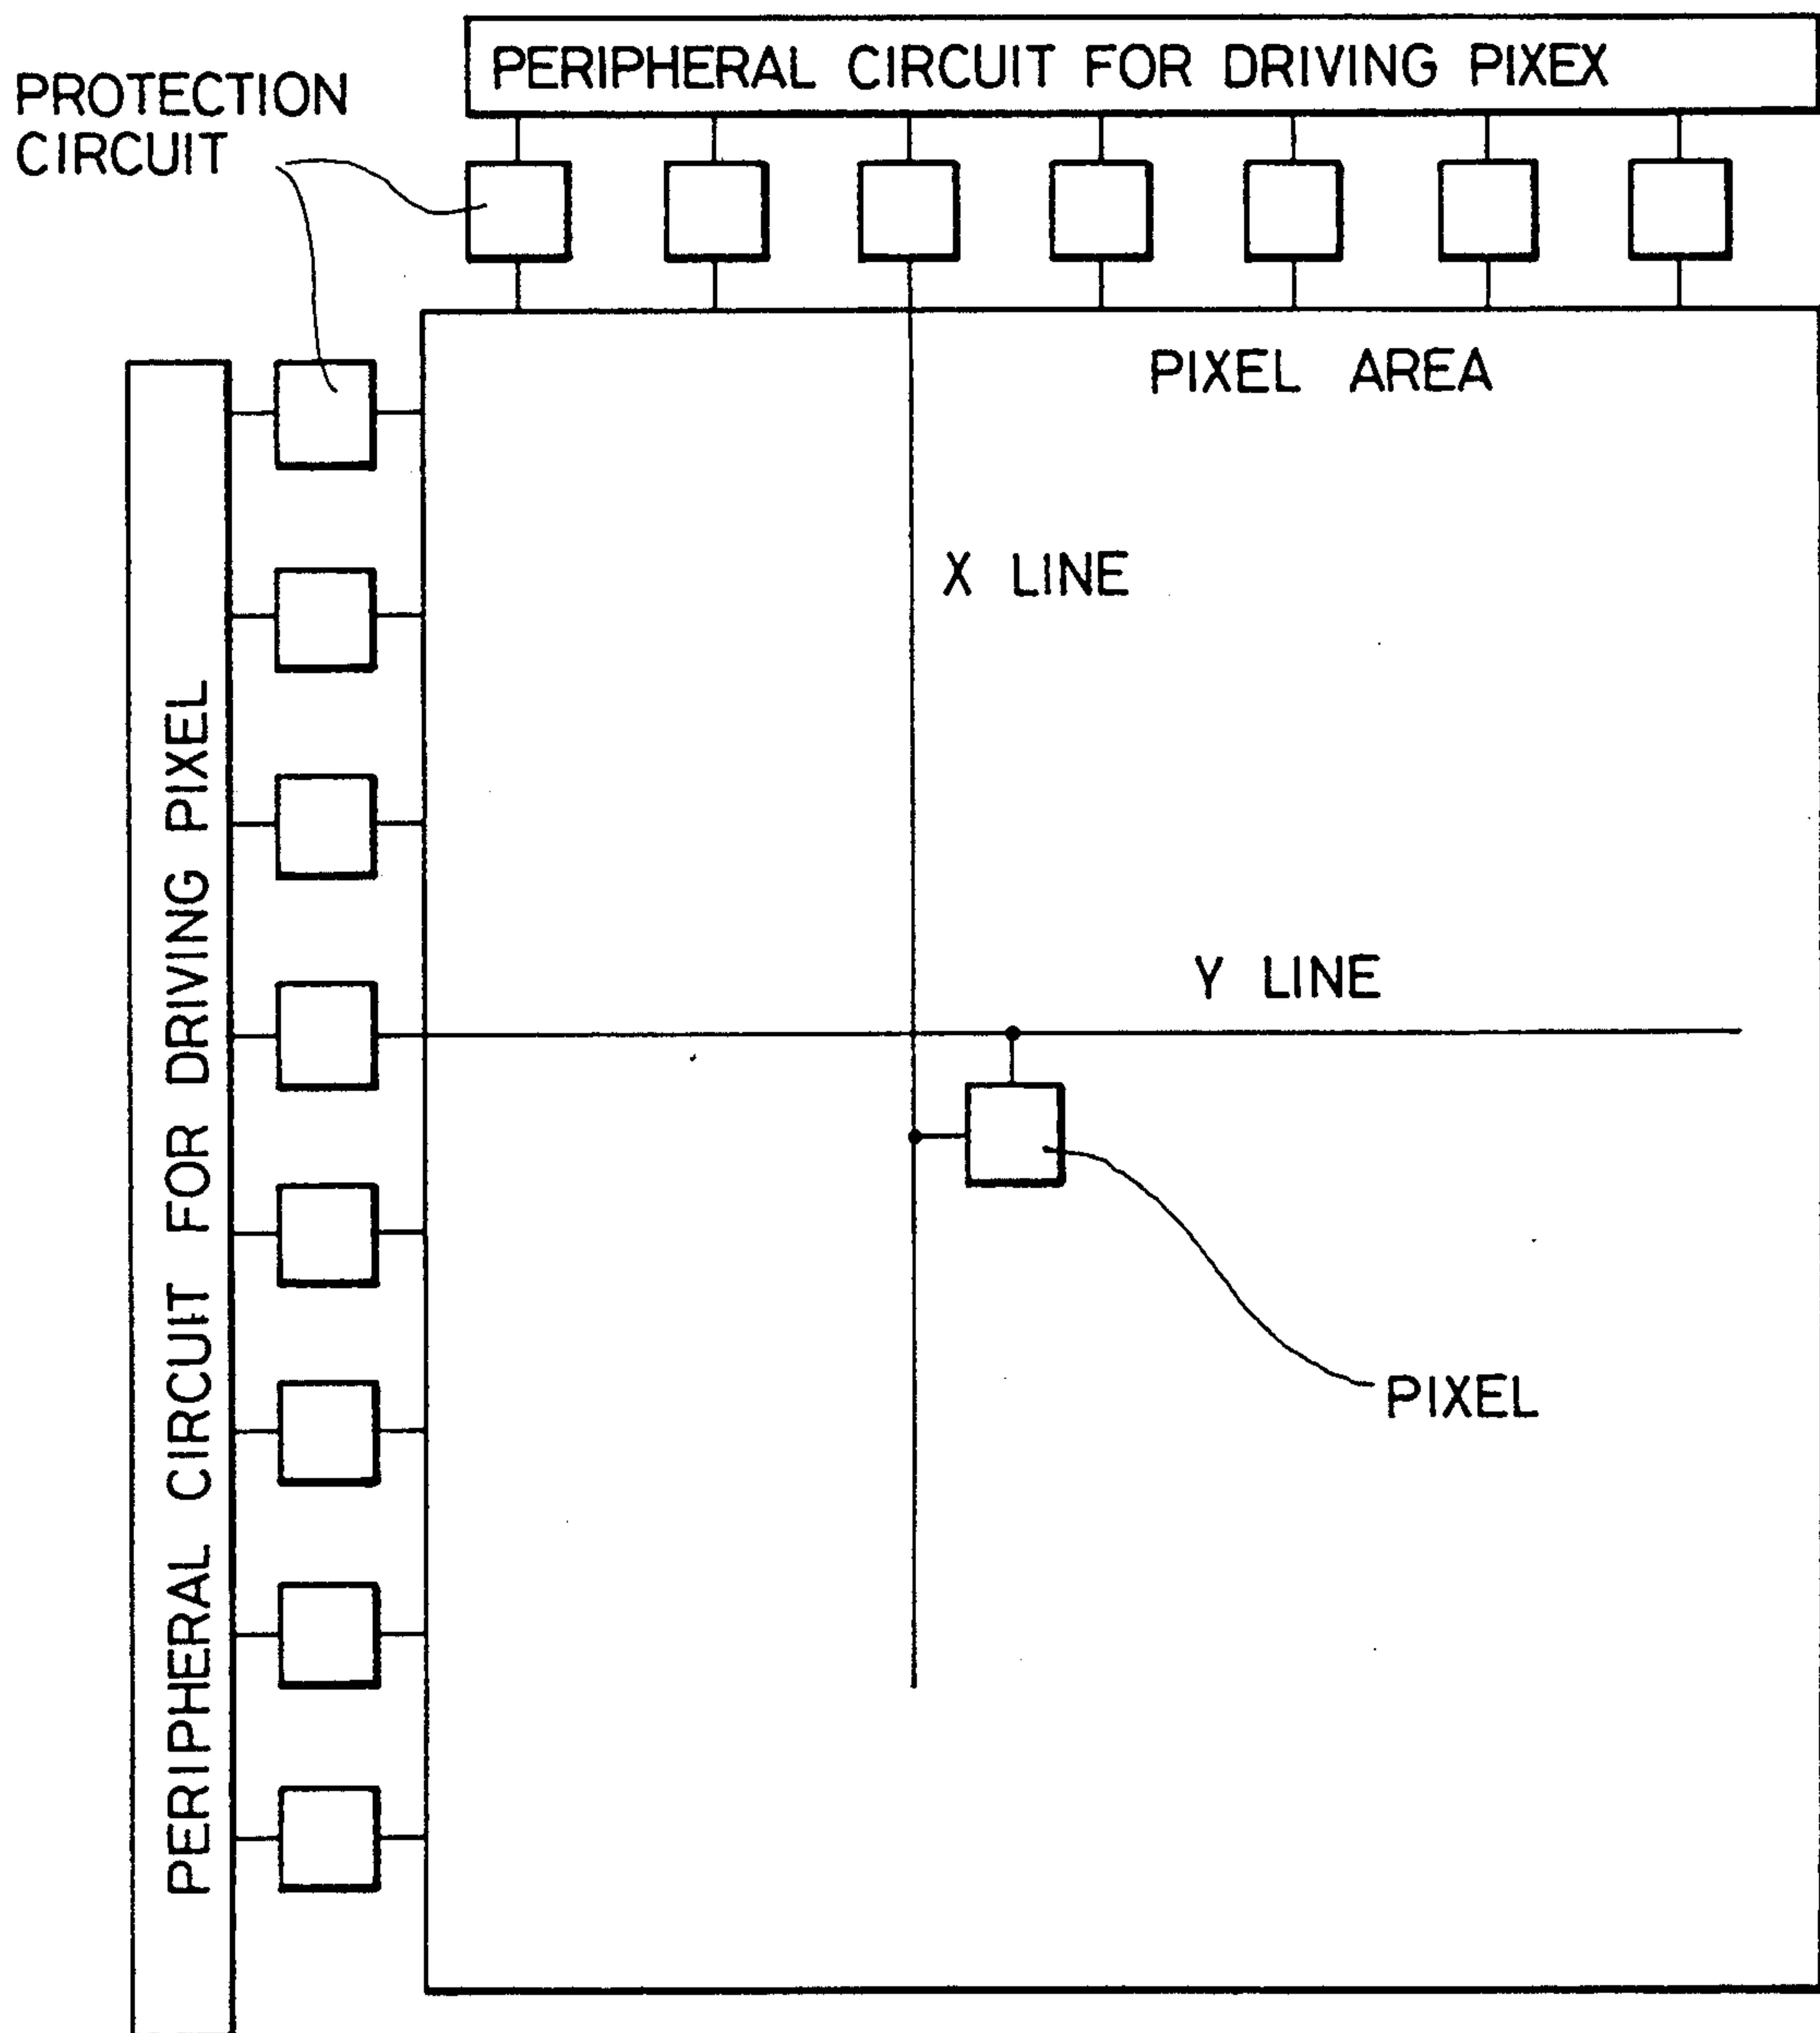 PERIPHERAL CIRCUIT FOR DRIVING PIXEX
PROTECTION
CIRCUIT
PIXEL AREA
X LINE
Y LINE
PIXEL
PERIPHERAL CIRCUIT FOR DRIVING PIXEL